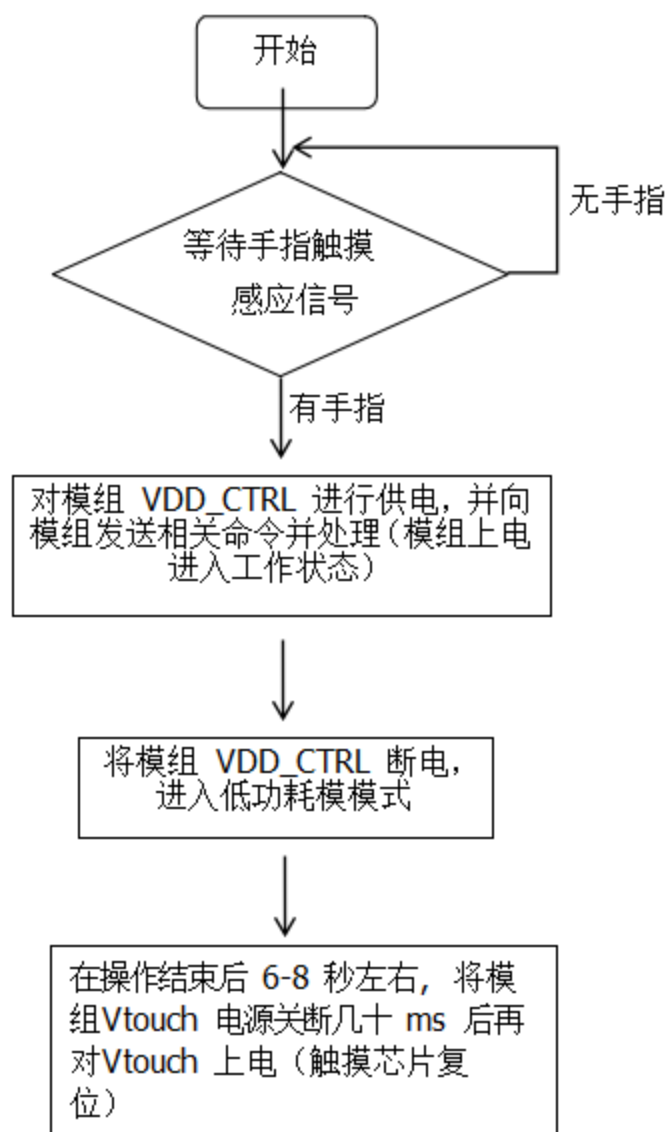 开始
无手指
等待手指触摸
感应信号
有手指
对模组 VDD_CTRL 进行供电，并向
模组发送相关命令并处理（模组上电
进入工作状态）
将模组 VDD_CTRL 断电，
进入低功耗模模式
在操作结束后 6-8 秒左右，将模
组Vtouch 电源关断几十 ms 后再
对Vtouch 上电（触摸芯片复
位）